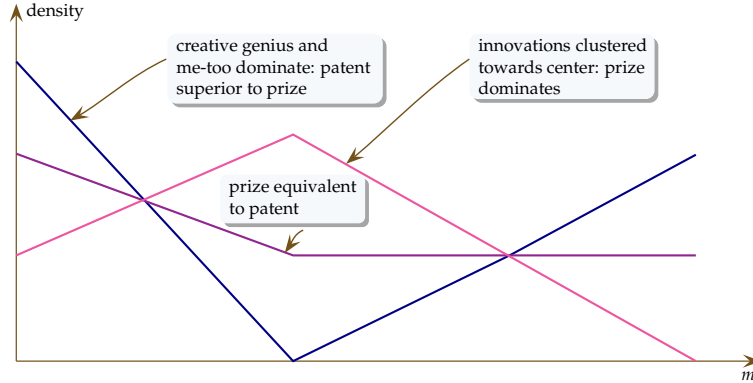 density
creative genius and
me-too dominate: patent
superior to prize
innovations clustered
towards center: prize
dominates
prize equivalent
to patent
m